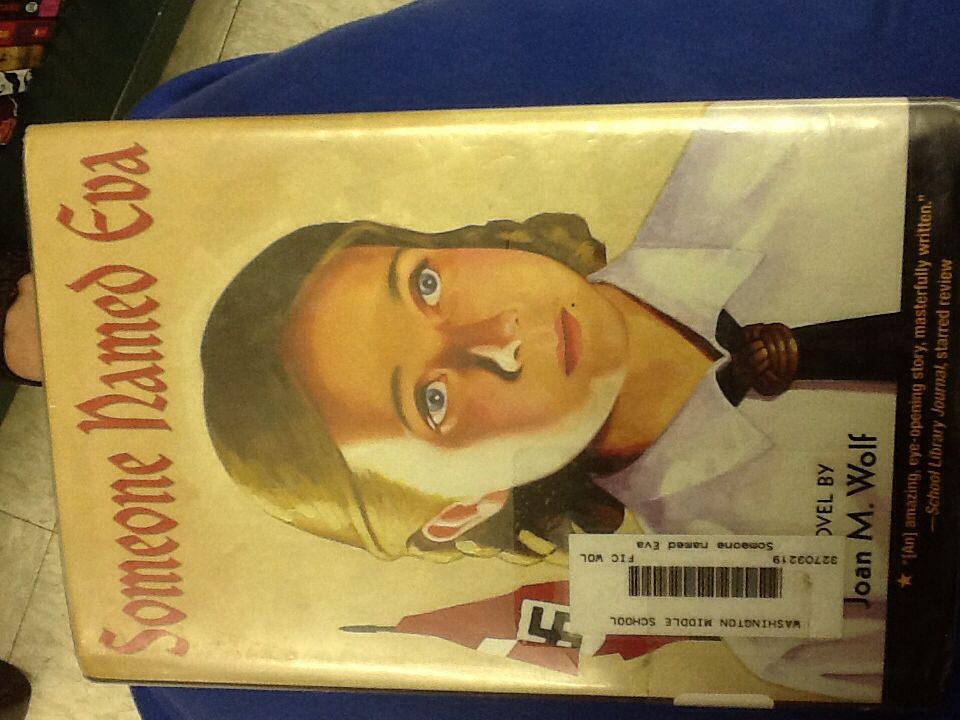 Someone Named Eva
OVEL BY
Joan M. Wolf
WASHINGTON MIDDLE SCHOOL
32703219 FIC WOL
Someone named Eva
★ "[An] amazing, eye-opening story, masterfully written."
—School Library Journal, starred review